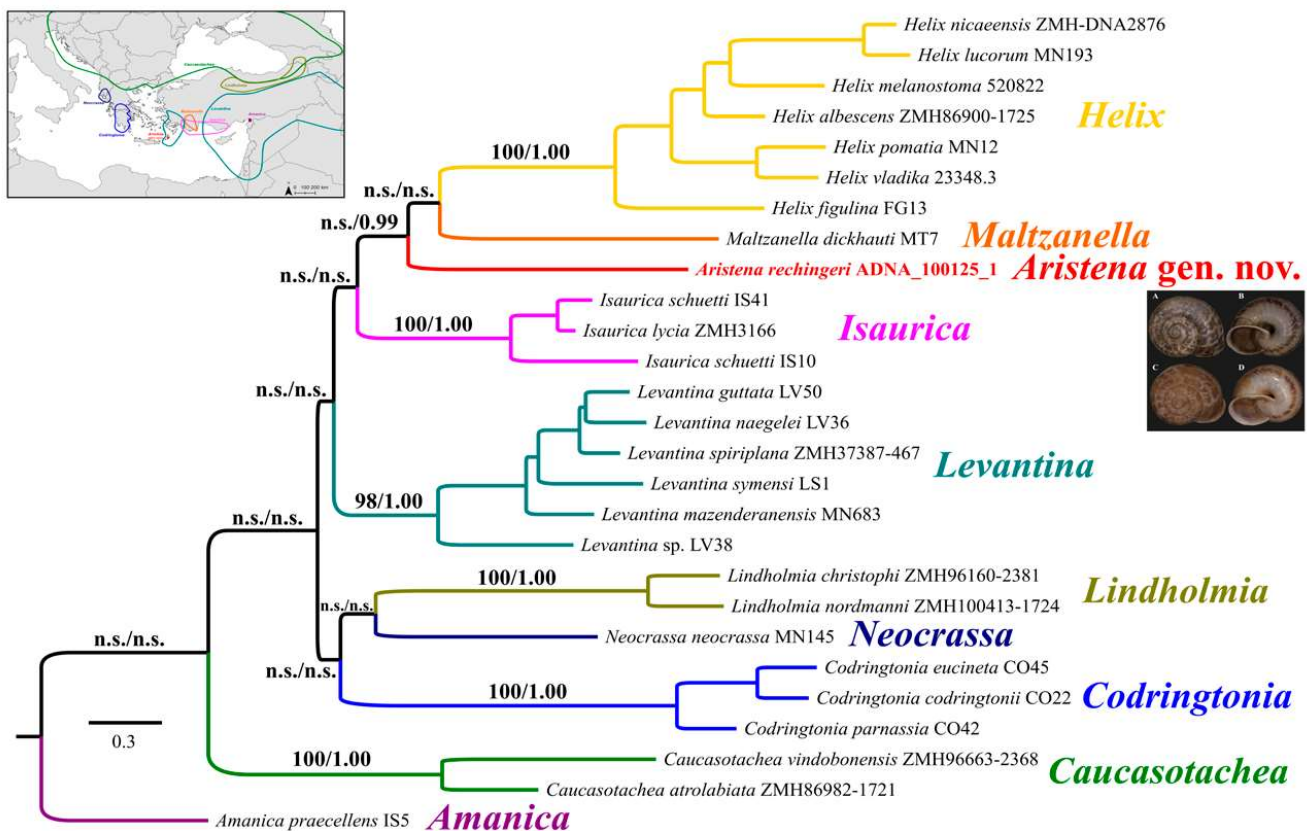 Helix nicaeensis ZMH-DNA2876
Helix lucorum MN193
Helix melanostoma 520822
Helix albescens ZMH86900-1725
Helix
Helix pomatia MN12
100/1.00
Helix vladika 23348.3
n.s./n.s.
Helix figulina FG13
n.s./0.99
Maltzanella dickhauti MT7
Maltzanella
Aristena rechingeri ADNA_100125_1
Aristena gen. nov.
n.s./n.s.
Isaurica schuetti IS41
100/1.00
Isaurica lycia ZMH3166
Isaurica
Isaurica schuetti IS10
n.s./n.s.
Levantina guttata LV50
Levantina naegelei LV36
Levantina spiriplana ZMH37387-467
Levantina
Levantina symensi LS1
98/1.00
Levantina mazenderanensis MN683
n.s./n.s.
Levantina sp. LV38
100/1.00
Lindholmia christophi ZMH96160-2381
Lindholmia
Lindholmia nordmanni ZMH100413-1724
n.s./n.s.
Neocrassa neocrassa MN145
Neocrassa
n.s./n.s.
n.s./n.s.
Codringtonia eucineta CO45
100/1.00
Codringtonia codringtonii CO22
Codringtonia
Codringtonia parnassia CO42
0.3
100/1.00
Caucasotachea vindobonensis ZMH96663-2368
Caucasotachea
Caucasotachea atrolabiata ZMH86982-1721
Amanica praecellens IS5
Amanica
Caucasotachea
Lindholmia
Neocrassa
Levantina
Codringtonia
A
B
C
D